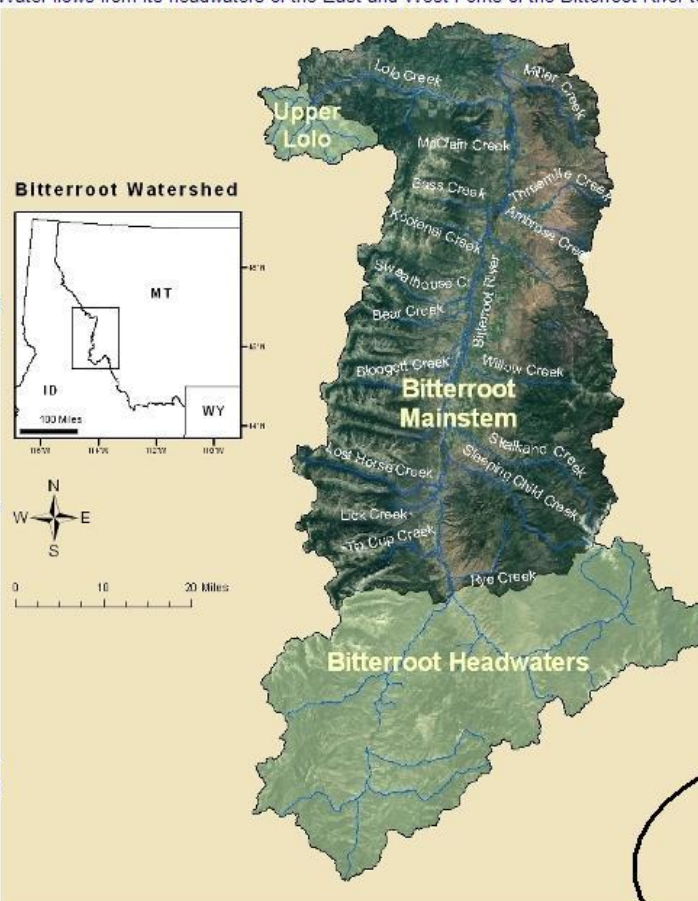 Water flows from its headwaters of the East and West Forks of the Bitterroot River
Lolo Creek
Miller Creek
Upper
Lolo
McClain Creek
Bass Creek
Threemile Creek
Ambrose Creek
Kootenai Creek
Sweathouse Cr
Bear Creek
Bitterroot River
Blodgett Creek
Willow Creek
Bitterroot
Mainstem
Skalkaho Creek
Sleeping Child Creek
Lost Horse Creek
Lick Creek
Tin Cup Creek
Rye Creek
Bitterroot Headwaters
Bitterroot Watershed
MT
ID
WY
100 Miles
N
W E
S
0 10 20 Miles